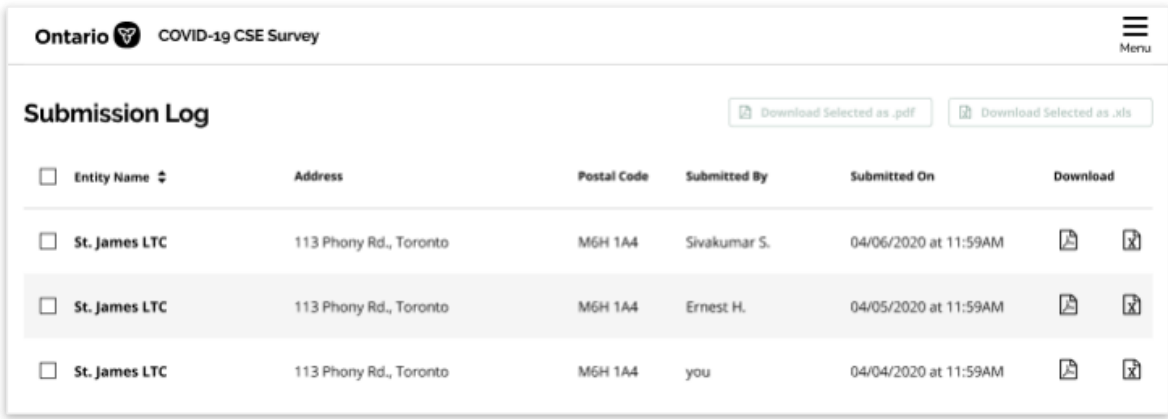 Ontario COVID-19 CSE Survey
Menu
Submission Log
Download Selected as .pdf Download Selected as .xls
Entity Name Address Postal Code Submitted By Submitted On Download
St. James LTC 113 Phony Rd., Toronto M6H 1A4 Sivakumar S. 04/06/2020 at 11:59AM
St. James LTC 113 Phony Rd., Toronto M6H 1A4 Ernest H. 04/05/2020 at 11:59AM
St. James LTC 113 Phony Rd., Toronto M6H 1A4 you 04/04/2020 at 11:59AM